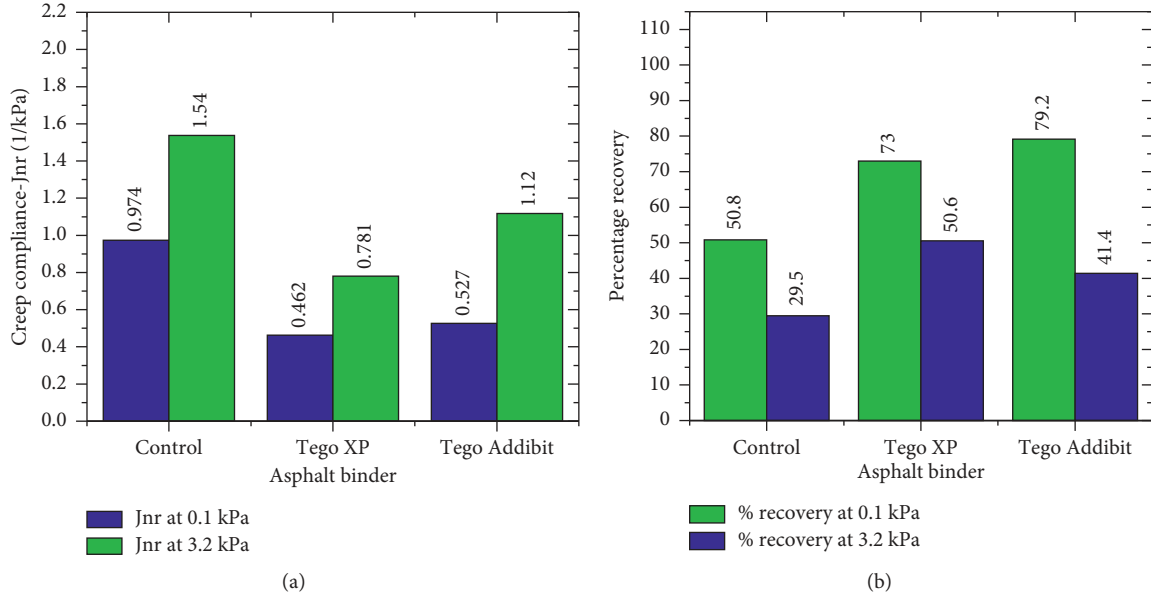 2.2
2.0
1.8
1.6
1.4
1.2
1.0
0.8
0.6
0.4
0.2
0.0
Creep compliance-Jnr (1/kPa)
0.974
1.54
0.462
0.781
0.527
1.12
Control
Tego XP
Tego Addibit
Asphalt binder
Jnr at 0.1 kPa
Jnr at 3.2 kPa
(a)
110
100
90
80
70
60
50
40
30
20
10
0
Percentage recovery
50.8
29.5
73
50.6
79.2
41.4
Control
Tego XP
Tego Addibit
Asphalt binder
% recovery at 0.1 kPa
% recovery at 3.2 kPa
(b)